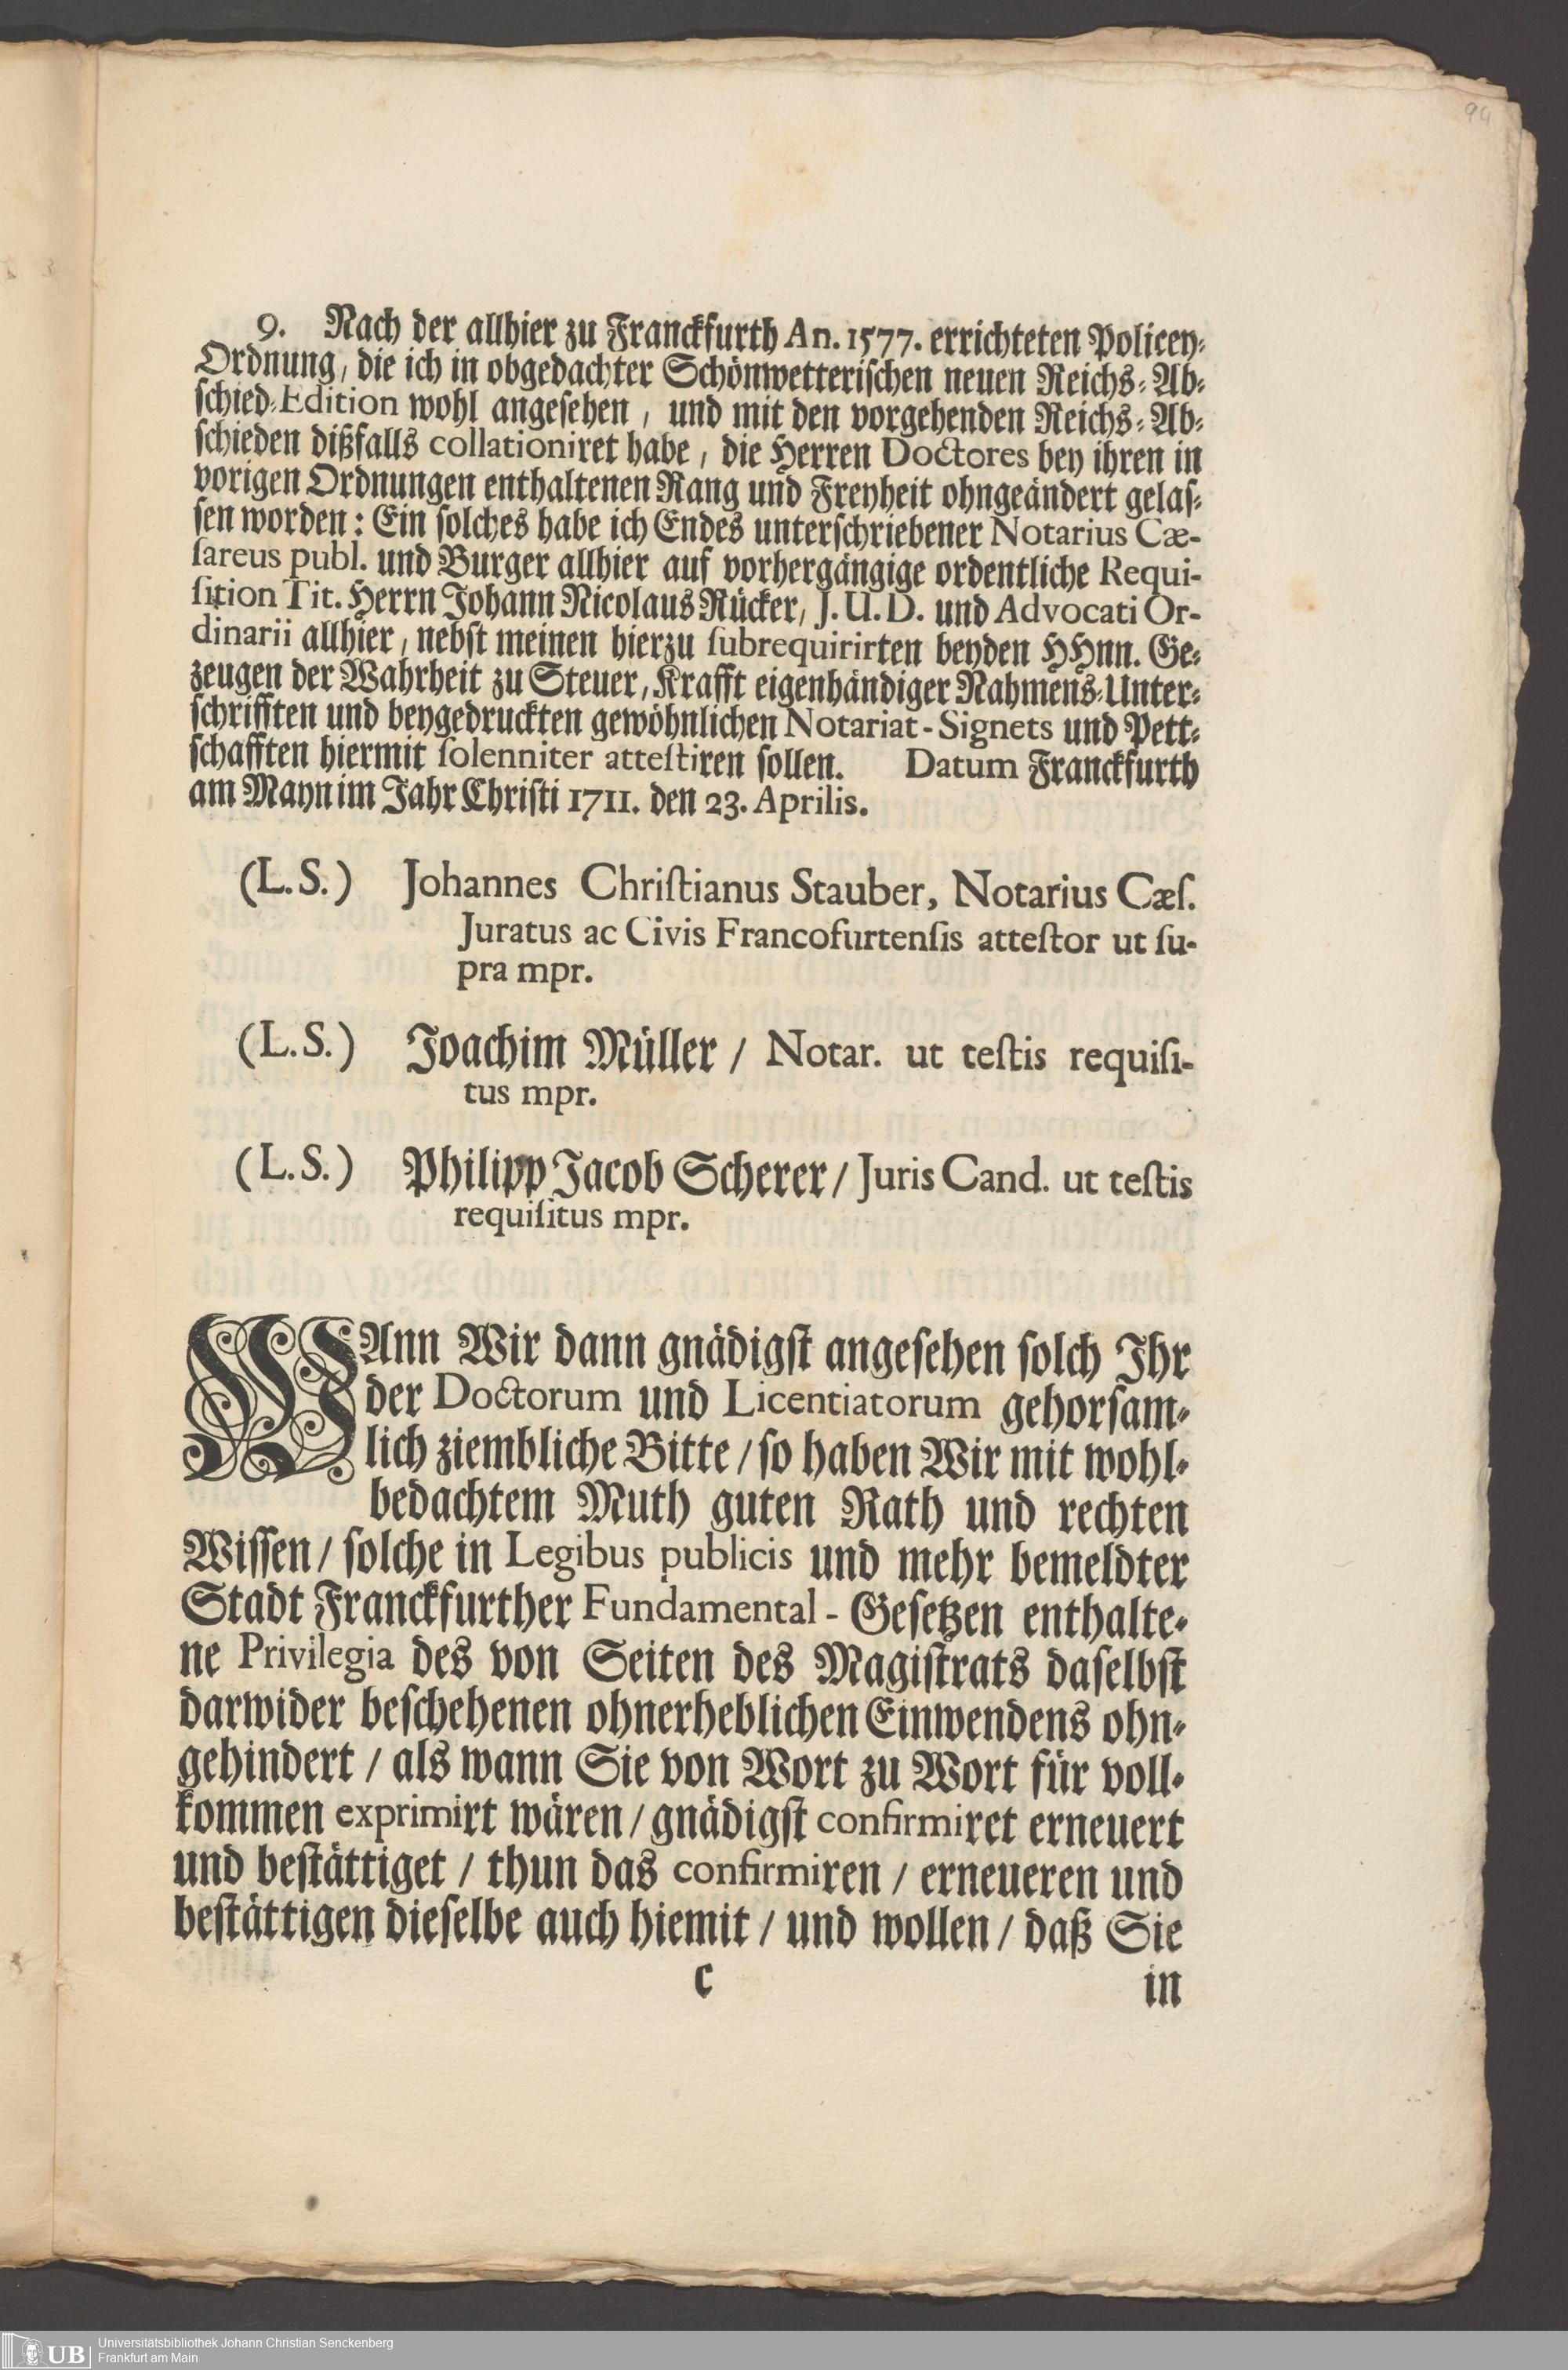 94
9. Nach der allhier zu Franckfurth An. 1577. errichteten Policey-
Ordnung, die ich in obgedachter Schönwetterischen neuen Reichs-Ab-
schied-Edition wohl angesehen, und mit den vorgehenden Reichs-Ab-
schieden dißfalls collationiret habe, die Herren Doctores bey ihren in
vorigen Ordnungen enthaltenen Rang und Freyheit ohngeändert gelas-
sen worden: Ein solches habe ich Endes unterschriebener Notarius Cæ-
ſareus publ. und Burger allhier auf vorhergängige ordentliche Requi-
ſition Tit. Herrn Johann Nicolaus Rücker, J. U. D. und Advocati Or-
dinarii allhier, nebst meinen hierzu ſubrequirirten beyden HHnn. Ge-
zeugen der Wahrheit zu Steuer, Krafft eigenhändiger Nahmens-Unter-
schrifften und beygedruckten gewöhnlichen Notariat-Signets und Pett-
schafften hiermit ſolenniter atteſtiren sollen. Datum Franckfurth
am Mayn im Jahr Christi 1711. den 23. Aprilis.
(L. S.) Johannes Chriſtianus Stauber, Notarius Cæſ.
Juratus ac Civis Francofurtenſis atteſtor ut ſu-
pra mpr.
(L. S.) Joachim Müller / Notar. ut teſtis requiſi-
tus mpr.
(L. S.) Philipp Jacob Scherer / Juris Cand. ut teſtis
requiſitus mpr.
WAnn Wir dann gnädigst angesehen solch Ihr
der Doctorum und Licentiatorum gehorsam-
lich ziembliche Bitte / so haben Wir mit wohl-
bedachtem Muth guten Rath und rechten
Wissen / solche in Legibus publicis und mehr bemeldter
Stadt Franckfurther Fundamental-Gesetzen enthalte-
ne Privilegia des von Seiten des Magistrats daselbst
darwider beschehenen ohnerheblichen Einwendens ohn-
gehindert / als wann Sie von Wort zu Wort für voll-
kommen exprimirt wären / gnädigst confirmiret erneuert
und bestättiget / thun das confirmiren / erneueren und
bestättigen dieselbe auch hiemit / und wollen / daß Sie
c in
UB Universitätsbibliothek Johann Christian Senckenberg
Frankfurt am Main